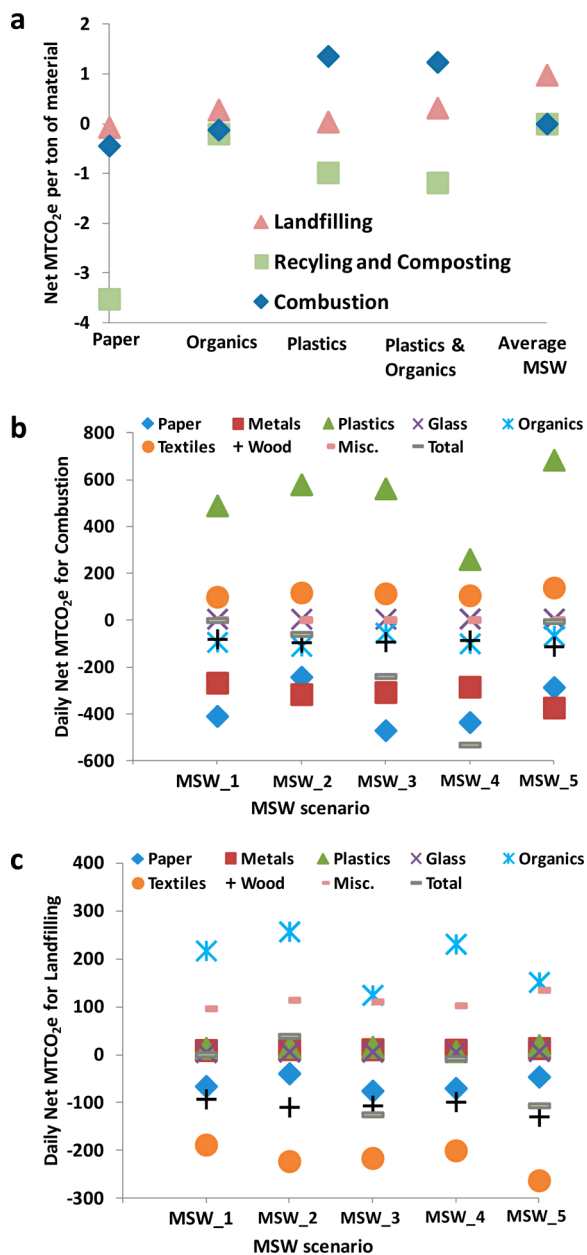 a
2
1
0
-1
-2
-3
-4
Net MTCO₂e per ton of material
Landfilling
Recyling and Composting
Combustion
Paper
Organics
Plastics
Plastics &
Organics
Average
MSW
b
Paper
Metals
Plastics
Glass
Organics
Textiles
Wood
Misc.
Total
800
600
400
200
0
-200
-400
-600
Daily Net MTCO₂e for Combustion
MSW_1
MSW_2
MSW_3
MSW_4
MSW_5
MSW scenario
c
Paper
Metals
Plastics
Glass
Organics
Textiles
Wood
Misc.
Total
400
300
200
100
0
-100
-200
-300
Daily Net MTCO₂e for Landfilling
MSW_1
MSW_2
MSW_3
MSW_4
MSW_5
MSW scenario